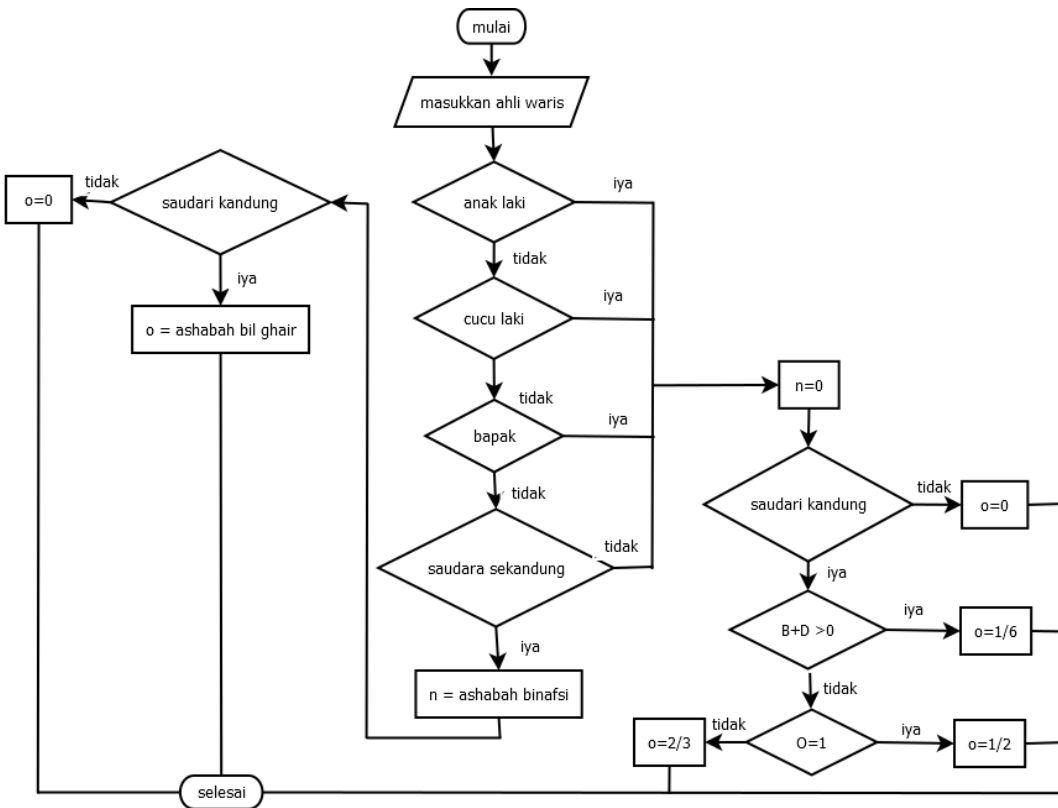 mulai
masukkan ahli waris
anak laki
iya
tidak
cucu laki
iya
tidak
bapak
iya
tidak
saudara sekandung
tidak
iya
n = ashabah binafsi
saudari kandung
tidak
o=0
iya
o = ashabah bil ghair
n=0
saudari kandung
tidak
o=0
iya
B+D >0
iya
o=1/6
tidak
O=1
iya
o=1/2
tidak
o=2/3
selesai